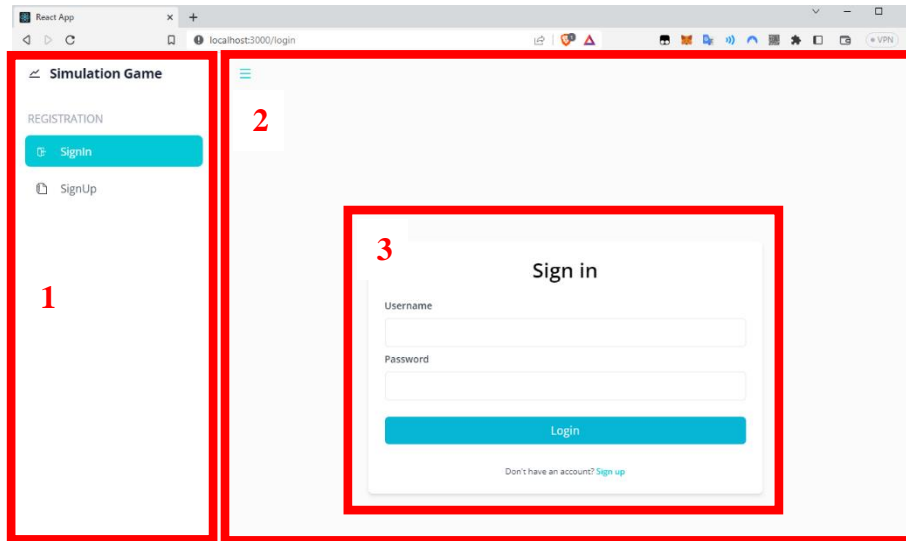 React App
localhost:3000/login
VPN
Simulation Game
REGISTRATION
SignIn
SignUp
1
2
3
Sign in
Username
Password
Login
Don't have an account? Sign up